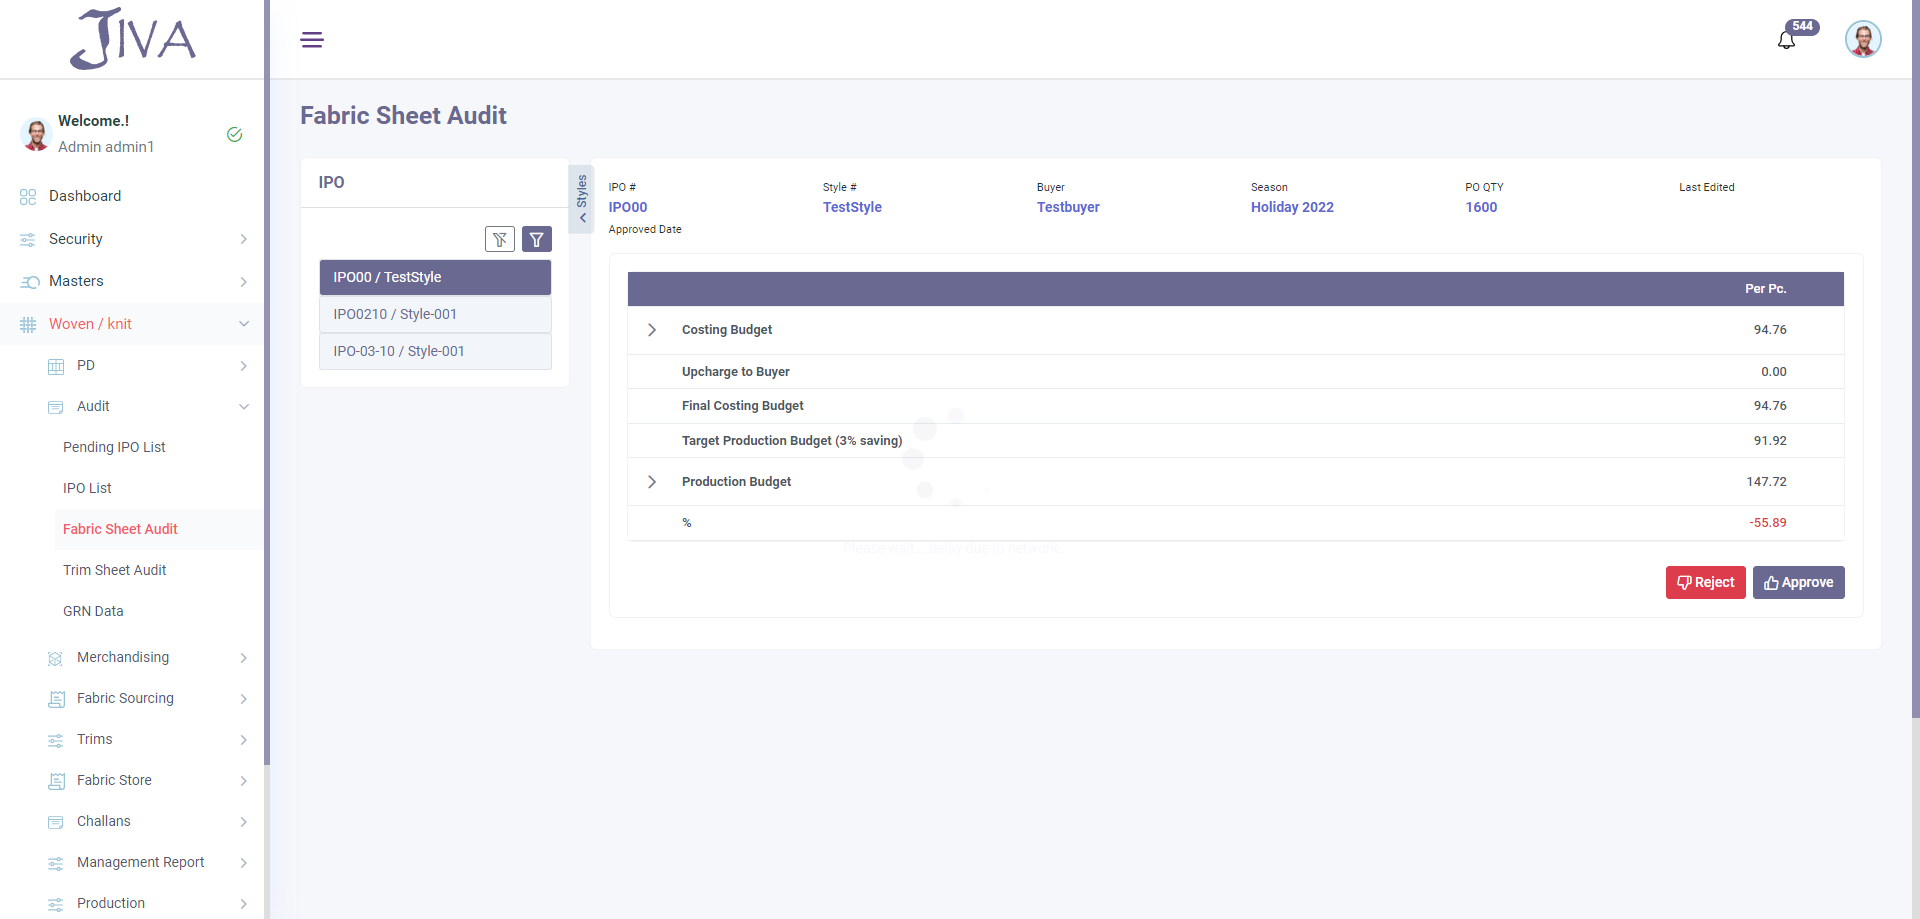 JIVA
544
Welcome.!
Admin admin1
Dashboard
Security
Masters
Woven / knit
PD
Audit
Pending IPO List
IPO List
Fabric Sheet Audit
Trim Sheet Audit
GRN Data
Merchandising
Fabric Sourcing
Trims
Fabric Store
Challans
Management Report
Production
Fabric Sheet Audit
IPO
IPO00 / TestStyle
IPO0210 / Style-001
IPO-03-10 / Style-001
Styles
IPO # Style # Buyer Season PO QTY Last Edited
IPO00 TestStyle Testbuyer Holiday 2022 1600
Approved Date
Per Pc.
Costing Budget 94.76
Upcharge to Buyer 0.00
Final Costing Budget 94.76
Target Production Budget (3% saving) 91.92
Production Budget 147.72
% -55.89
Please wait... delay due to network..
Reject Approve